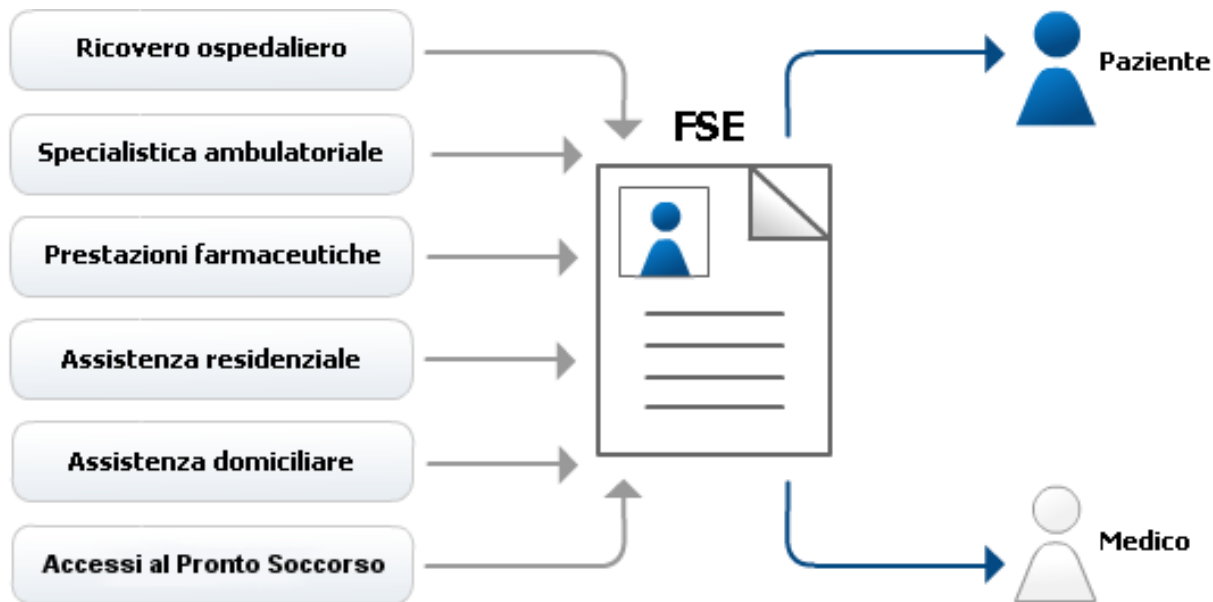 Ricovero ospedaliero
Specialistica ambulatoriale
Prestazioni farmaceutiche
Assistenza residenziale
Assistenza domiciliare
Accessi al Pronto Soccorso
FSE
Paziente
Medico